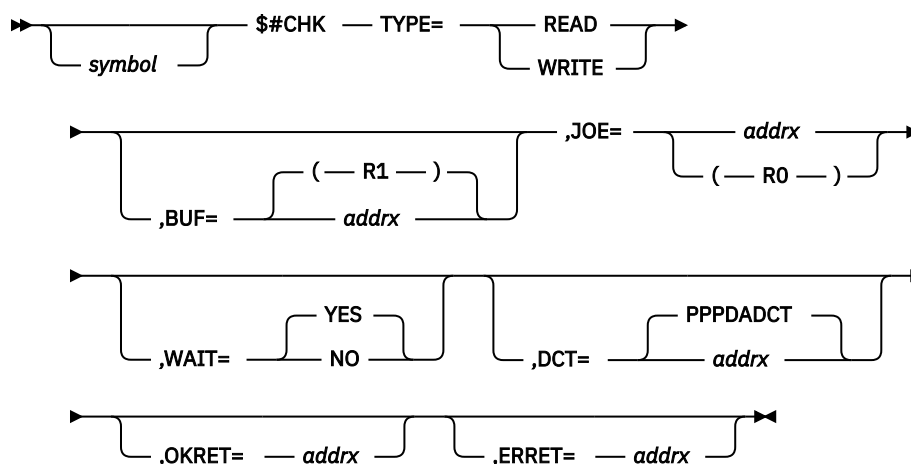 $#CHK TYPE= READ
symbol WRITE
,JOE= addrx
( R1 ) ( R0 )
,BUF= addrx
YES PPPDADCT
,WAIT= NO ,DCT= addrx
,OKRET= addrx ,ERRET= addrx